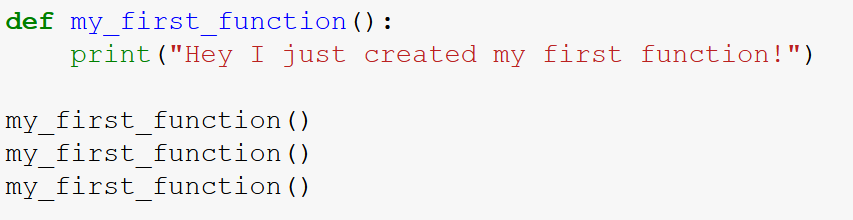 def my_first_function():
    print("Hey I just created my first function!")
my_first_function()
my_first_function()
my_first_function()